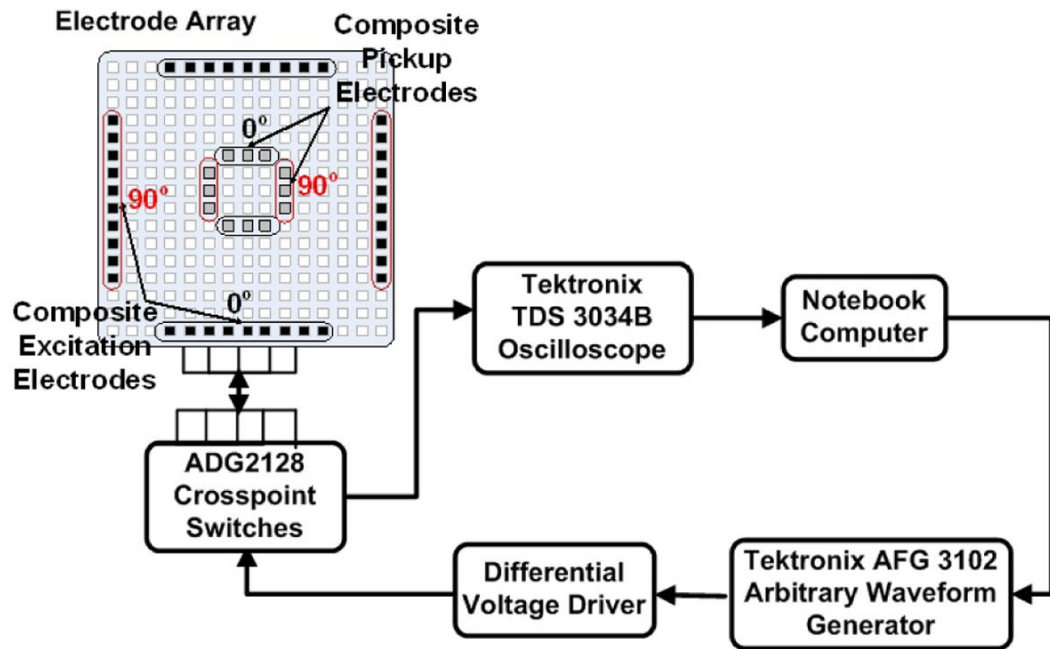 Electrode Array
Composite
Pickup
Electrodes
0°
90°
90°
0°
Composite
Excitation
Electrodes
Tektronix
TDS 3034B
Oscilloscope
Notebook
Computer
ADG2128
Crosspoint
Switches
Differential
Voltage Driver
Tektronix AFG 3102
Arbitrary Waveform
Generator